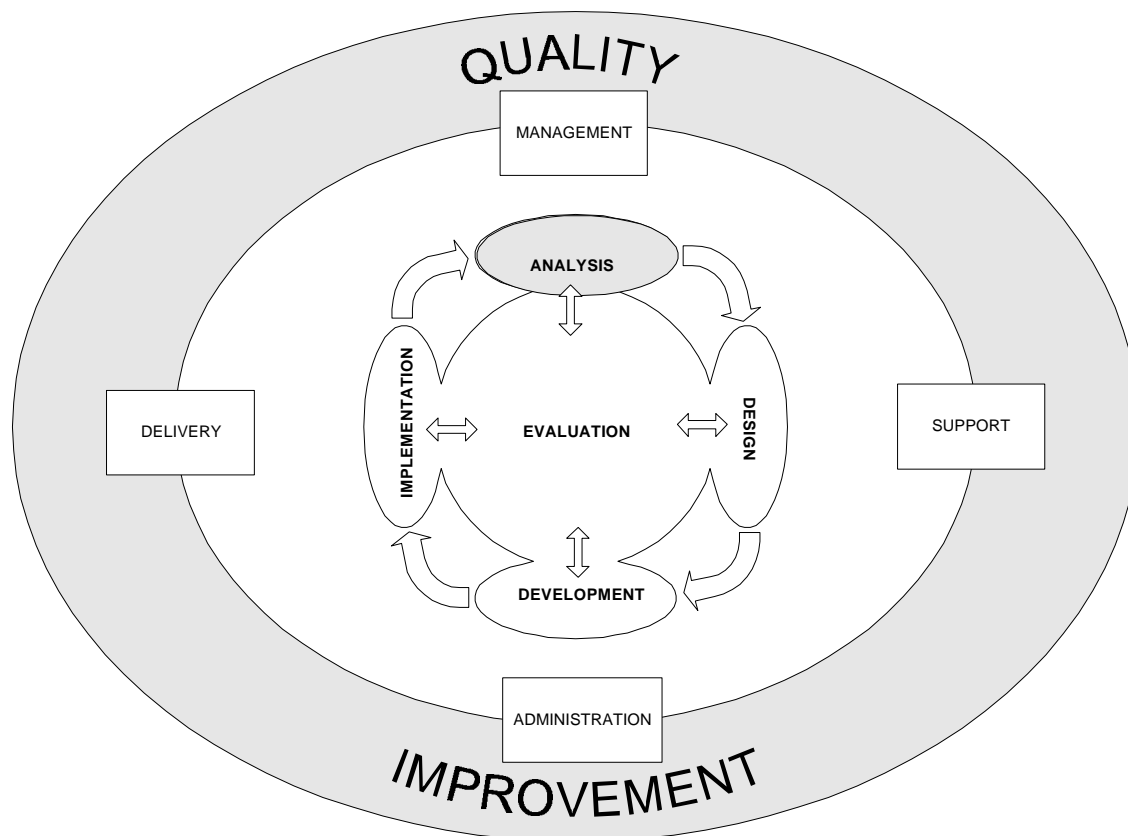 QUALITY
MANAGEMENT
ANALYSIS
IMPLEMENTATION
EVALUATION
DESIGN
DELIVERY
SUPPORT
DEVELOPMENT
ADMINISTRATION
IMPROVEMENT